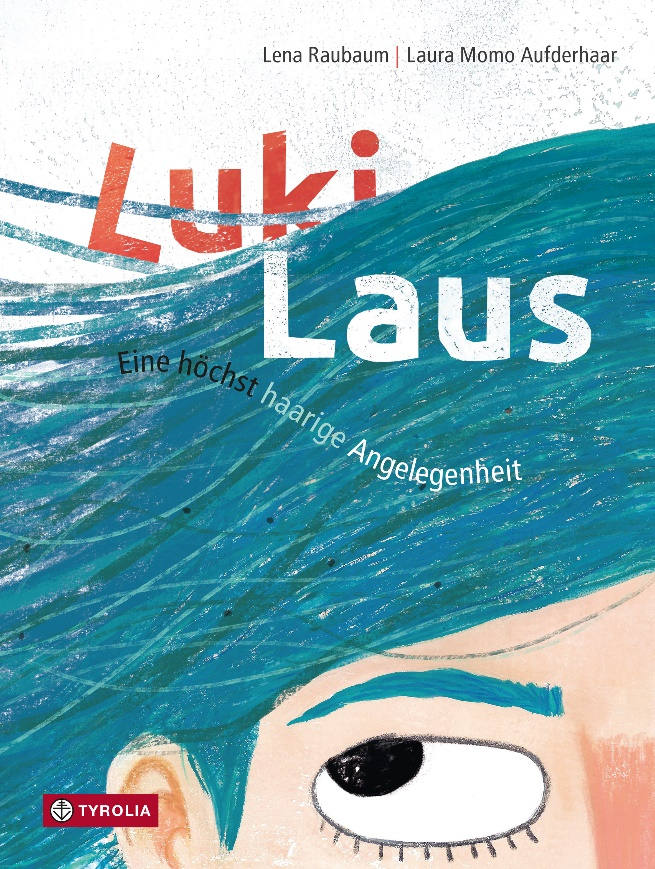 Lena Raubaum | Laura Momo Aufderhaar
Luki
Laus
Eine höchst haarige Angelegenheit
TYROLIA